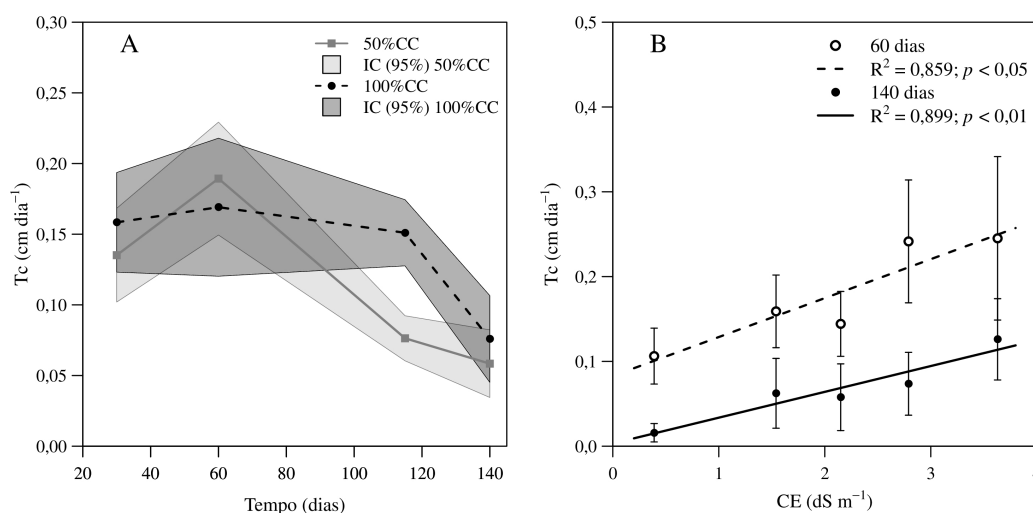 A
50%CC
IC (95%) 50%CC
100%CC
IC (95%) 100%CC
Tc (cm dia⁻¹)
0,30
0,25
0,20
0,15
0,10
0,05
0,00
20
40
60
80
100
120
140
Tempo (dias)
B
60 dias
R² = 0,859; p < 0,05
140 dias
R² = 0,899; p < 0,01
Tc (cm dia⁻¹)
0,5
0,4
0,3
0,2
0,1
0,0
0
1
2
3
CE (dS m⁻¹)